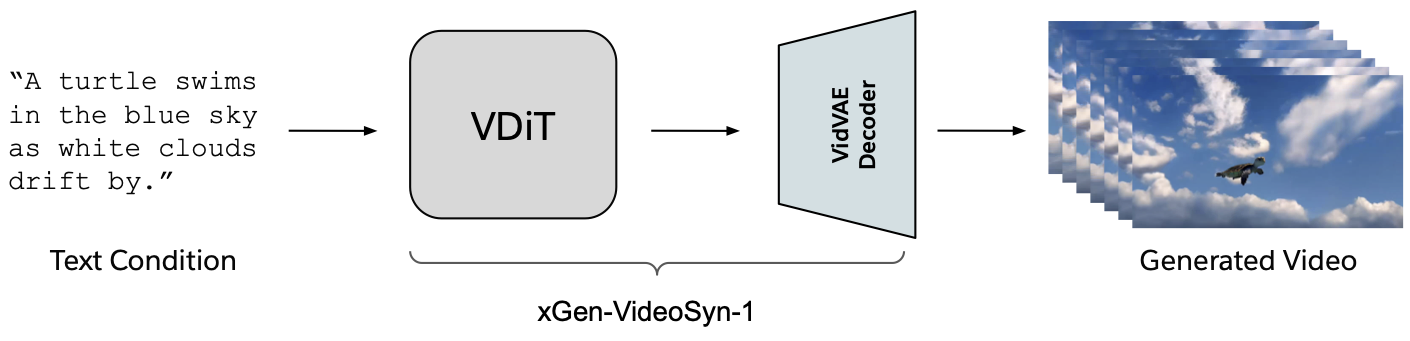 “A turtle swims
in the blue sky
as white clouds
drift by.”
Text Condition
VDiT
VidVAE
Decoder
xGen-VideoSyn-1
Generated Video